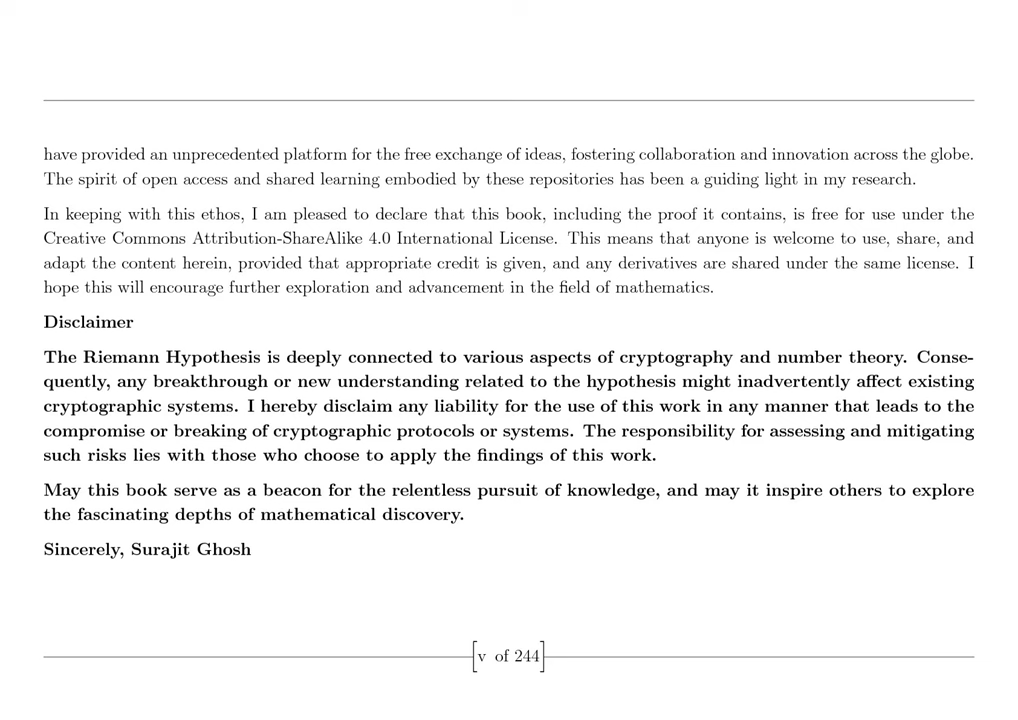 have provided an unprecedented platform for the free exchange of ideas, fostering collaboration and innovation across the globe.
The spirit of open access and shared learning embodied by these repositories has been a guiding light in my research.
In keeping with this ethos, I am pleased to declare that this book, including the proof it contains, is free for use under the
Creative Commons Attribution-ShareAlike 4.0 International License. This means that anyone is welcome to use, share, and
adapt the content herein, provided that appropriate credit is given, and any derivatives are shared under the same license. I
hope this will encourage further exploration and advancement in the field of mathematics.
Disclaimer
The Riemann Hypothesis is deeply connected to various aspects of cryptography and number theory. Conse-
quently, any breakthrough or new understanding related to the hypothesis might inadvertently affect existing
cryptographic systems. I hereby disclaim any liability for the use of this work in any manner that leads to the
compromise or breaking of cryptographic protocols or systems. The responsibility for assessing and mitigating
such risks lies with those who choose to apply the findings of this work.
May this book serve as a beacon for the relentless pursuit of knowledge, and may it inspire others to explore
the fascinating depths of mathematical discovery.
Sincerely, Surajit Ghosh
[v of 244]